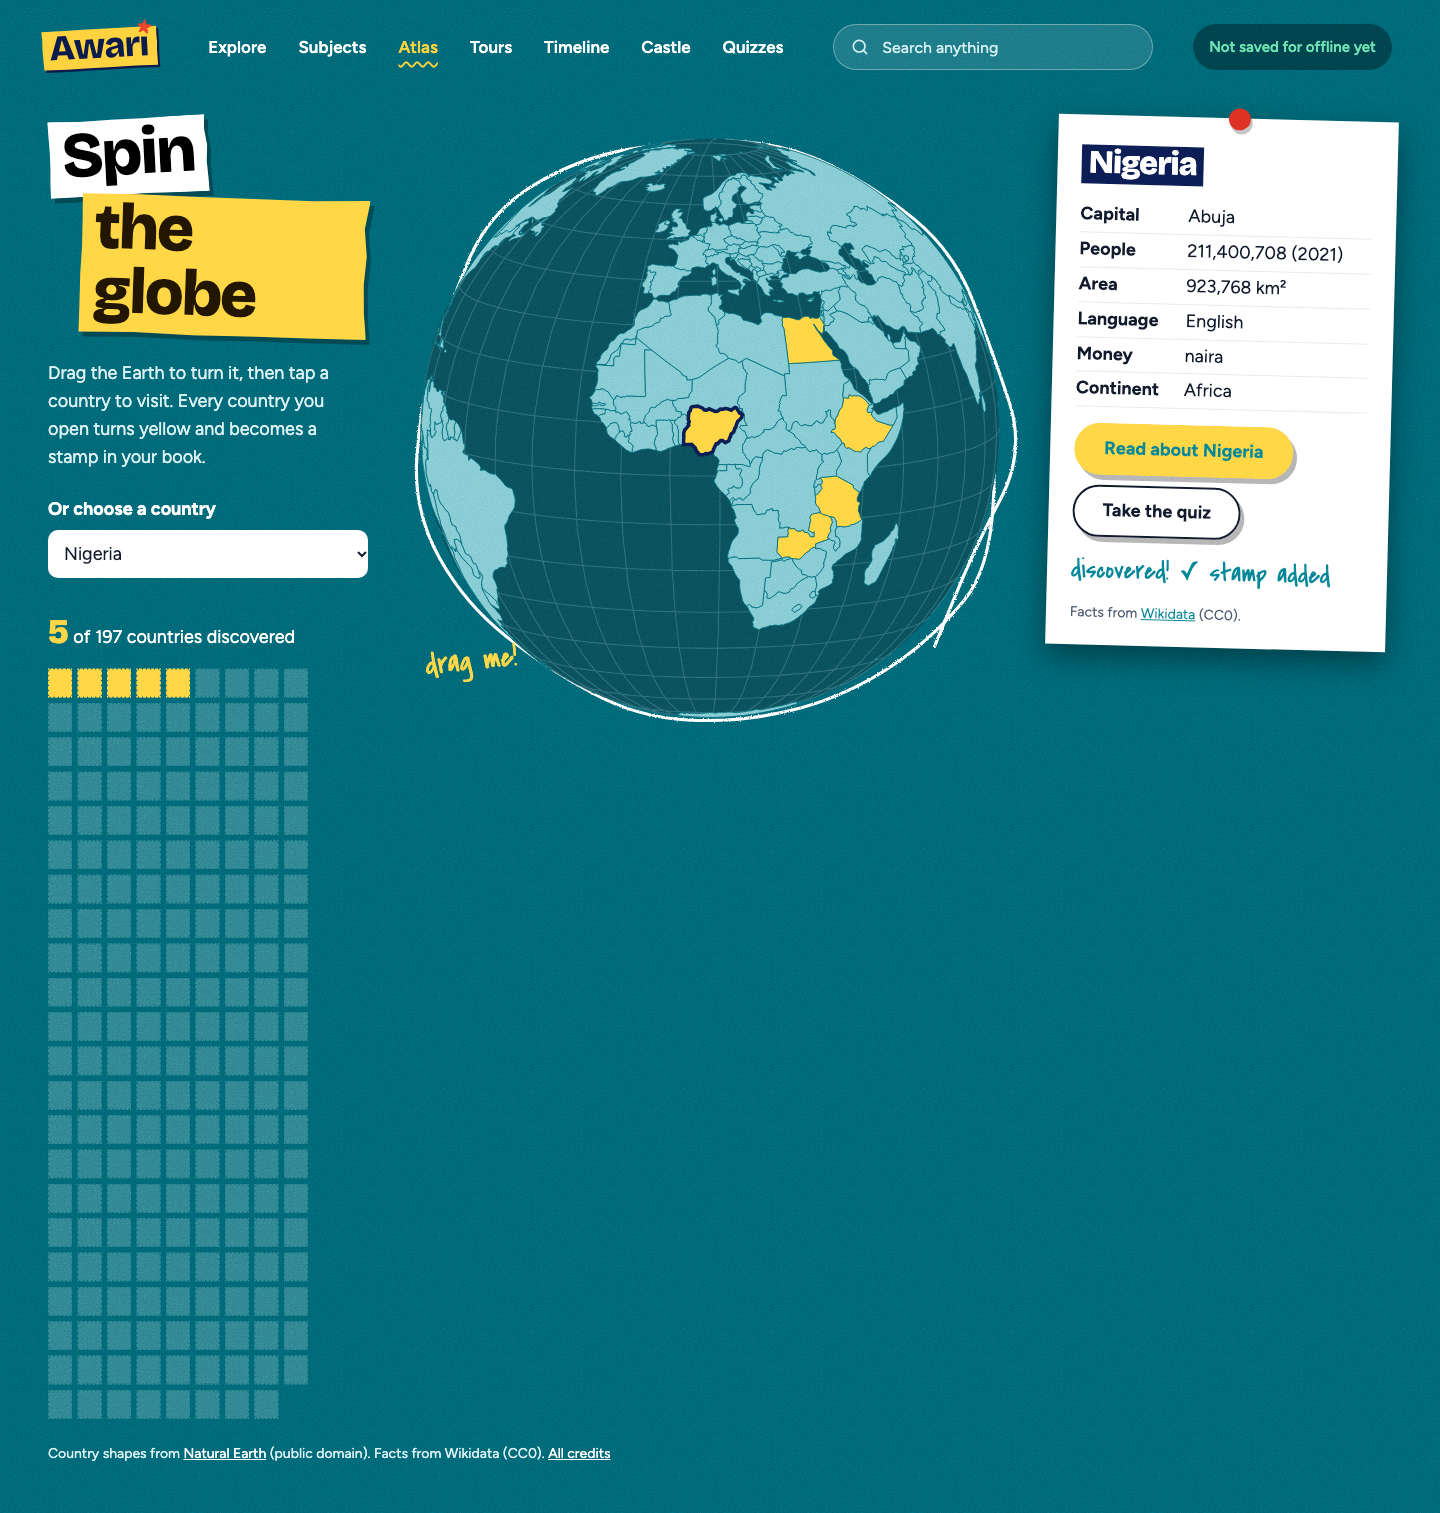 Awari
Explore
Subjects
Atlas
Tours
Timeline
Castle
Quizzes
Search anything
Not saved for offline yet
Spin
the
globe
Drag the Earth to turn it, then tap a
country to visit. Every country you
open turns yellow and becomes a
stamp in your book.
Or choose a country
Nigeria
5 of 197 countries discovered
drag me!
Nigeria
Capital Abuja
People 211,400,708 (2021)
Area 923,768 km²
Language English
Money naira
Continent Africa
Read about Nigeria
Take the quiz
discovered! ✓ stamp added
Facts from Wikidata (CC0).
Country shapes from Natural Earth (public domain). Facts from Wikidata (CC0). All credits